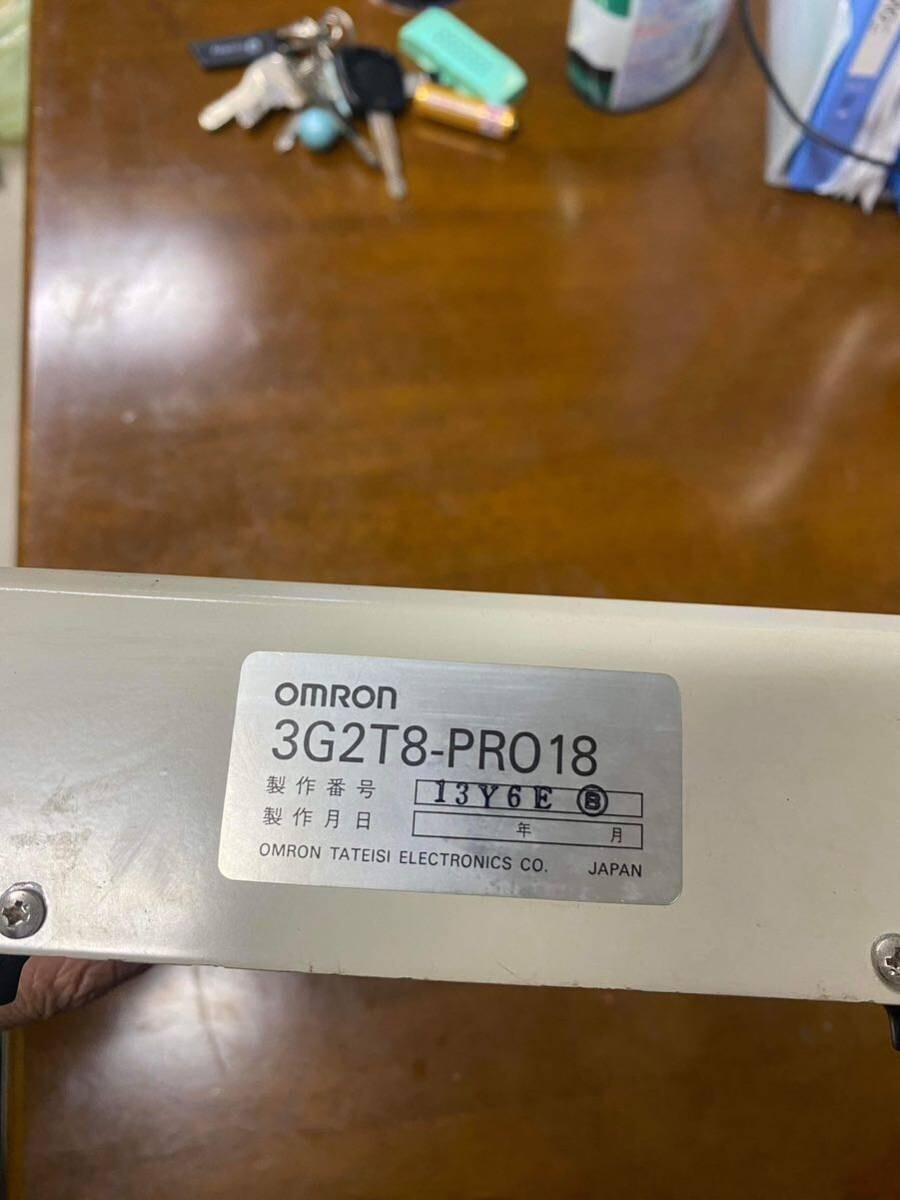 omron
3G2T8-PRO18
製作番号 13Y6E Ⓑ
製作月日 年 月
OMRON TATEISI ELECTRONICS CO. JAPAN